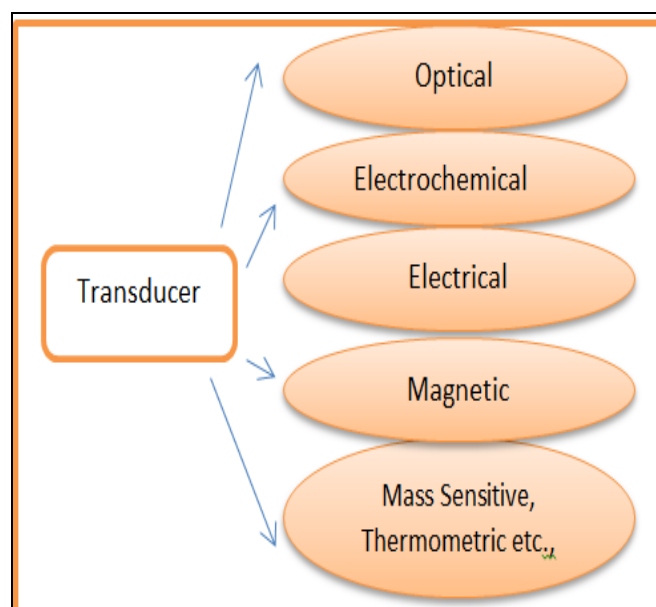 Optical
Electrochemical
Transducer
Electrical
Magnetic
Mass Sensitive,
Thermometric etc.,